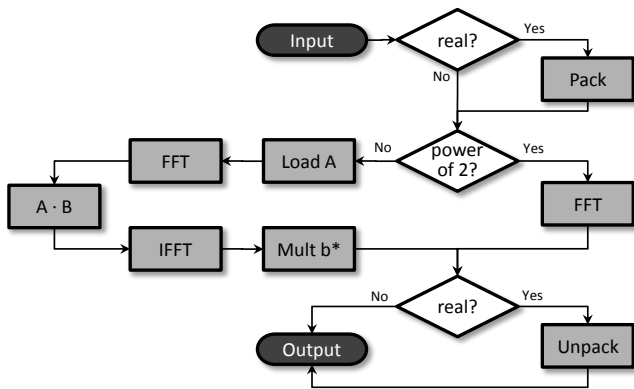 Input
real?
Yes
No
Pack
FFT
Load A
No
power
of 2?
Yes
A · B
FFT
IFFT
Mult b*
No
real?
Yes
Output
Unpack